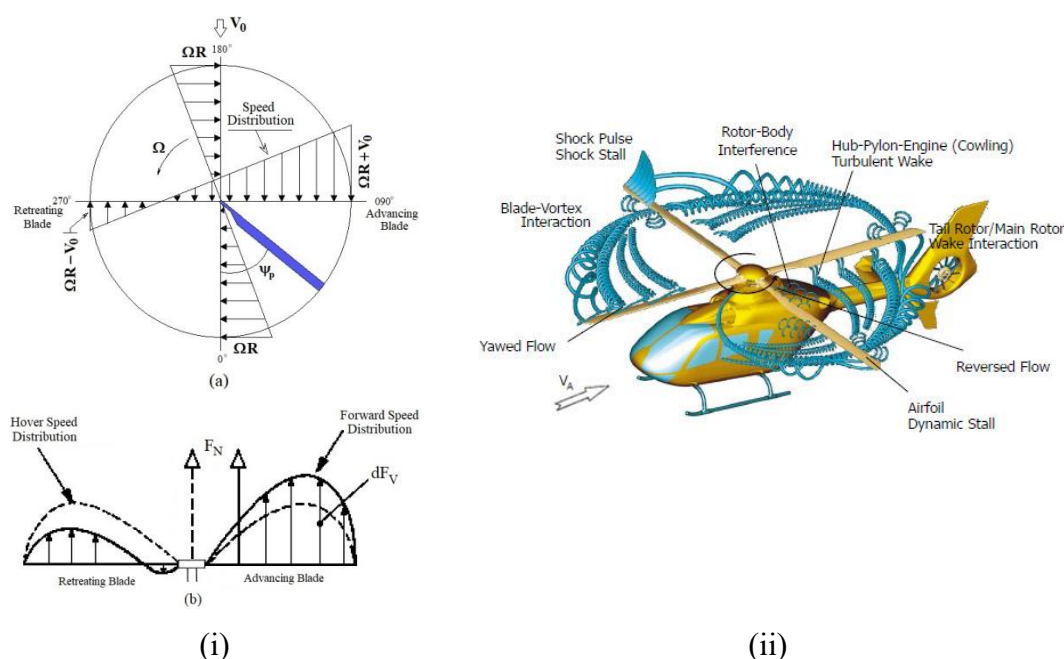 V₀
ΩR
180°
Speed
Distribution
Ω
ΩR+V₀
270°
090°
Retreating
Blade
Advancing
Blade
ΩR−V₀
Ψₚ
ΩR
0°
(a)
Hover Speed
Distribution
Forward Speed
Distribution
F_N
dF_V
Retreating Blade
Advancing Blade
(b)
(i)
Shock Pulse
Shock Stall
Rotor-Body
Interference
Hub-Pylon-Engine (Cowling)
Turbulent Wake
Blade-Vortex
Interaction
Tail Rotor/Main Rotor
Wake Interaction
Yawed Flow
Reversed Flow
V_A
Airfoil
Dynamic Stall
(ii)